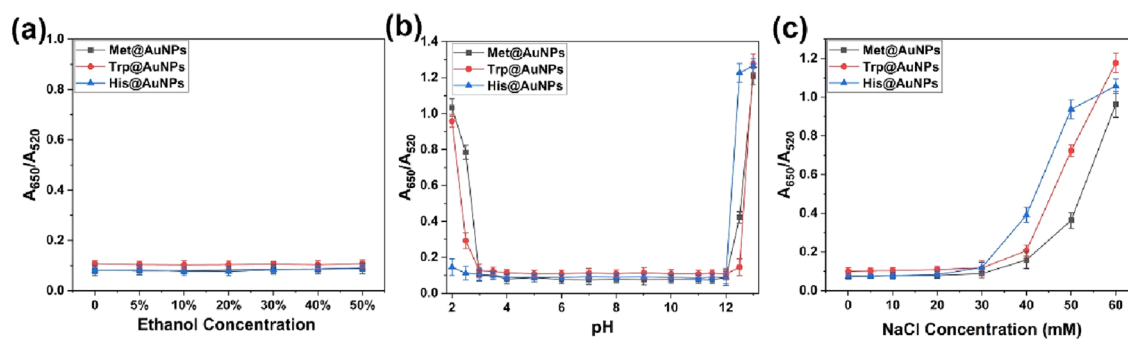 (a)
1.0
0.8
0.6
0.4
0.2
0.0
A650/A520
Met@AuNPs
Trp@AuNPs
His@AuNPs
0 5% 10% 20% 30% 40% 50%
Ethanol Concentration
(b)
1.4
1.2
1.0
0.8
0.6
0.4
0.2
0.0
A650/A520
Met@AuNPs
Trp@AuNPs
His@AuNPs
2 4 6 8 10 12
pH
(c)
1.2
1.0
0.8
0.6
0.4
0.2
0.0
A650/A520
Met@AuNPs
Trp@AuNPs
His@AuNPs
0 10 20 30 40 50 60
NaCl Concentration (mM)